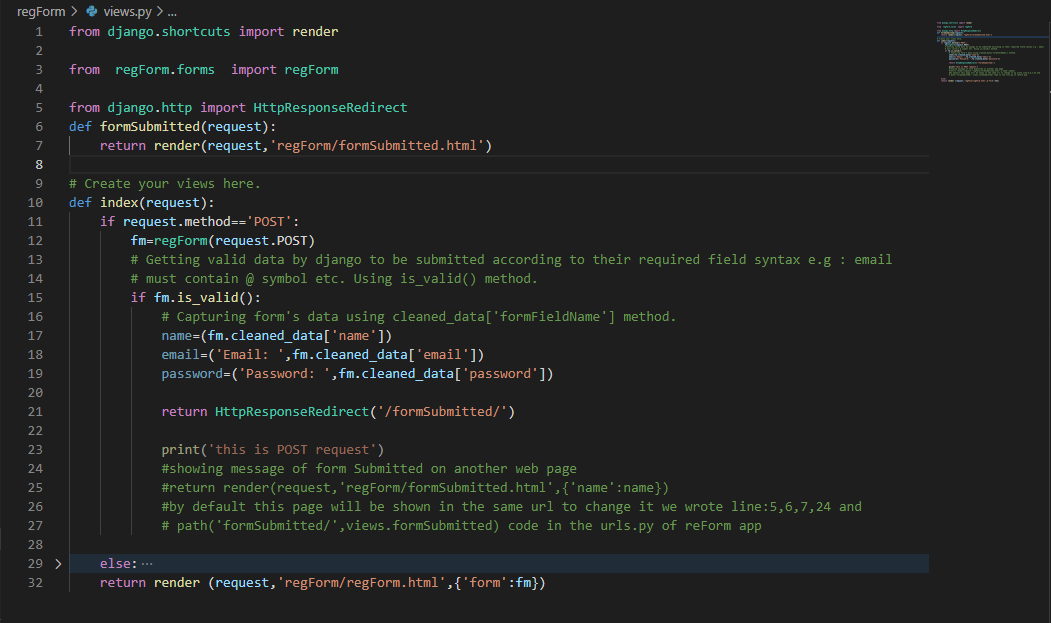 regForm > views.py > ...
1 from django.shortcuts import render
2
3 from  regForm.forms  import regForm
4
5 from django.http import HttpResponseRedirect
6 def formSubmitted(request):
7     return render(request,'regForm/formSubmitted.html')
8
9 # Create your views here.
10 def index(request):
11     if request.method=='POST':
12         fm=regForm(request.POST)
13         # Getting valid data by django to be submitted according to their required field syntax e.g : email
14         # must contain @ symbol etc. Using is_valid() method.
15         if fm.is_valid():
16             # Capturing form's data using cleaned_data['formFieldName'] method.
17             name=(fm.cleaned_data['name'])
18             email=('Email: ',fm.cleaned_data['email'])
19             password=('Password: ',fm.cleaned_data['password'])
20
21             return HttpResponseRedirect('/formSubmitted/')
22
23             print('this is POST request')
24             #showing message of form Submitted on another web page
25             #return render(request,'regForm/formSubmitted.html',{'name':name})
26             #by default this page will be shown in the same url to change it we wrote line:5,6,7,24 and
27             # path('formSubmitted/',views.formSubmitted) code in the urls.py of reForm app
28
29 >   else:···
32     return render (request,'regForm/regForm.html',{'form':fm})